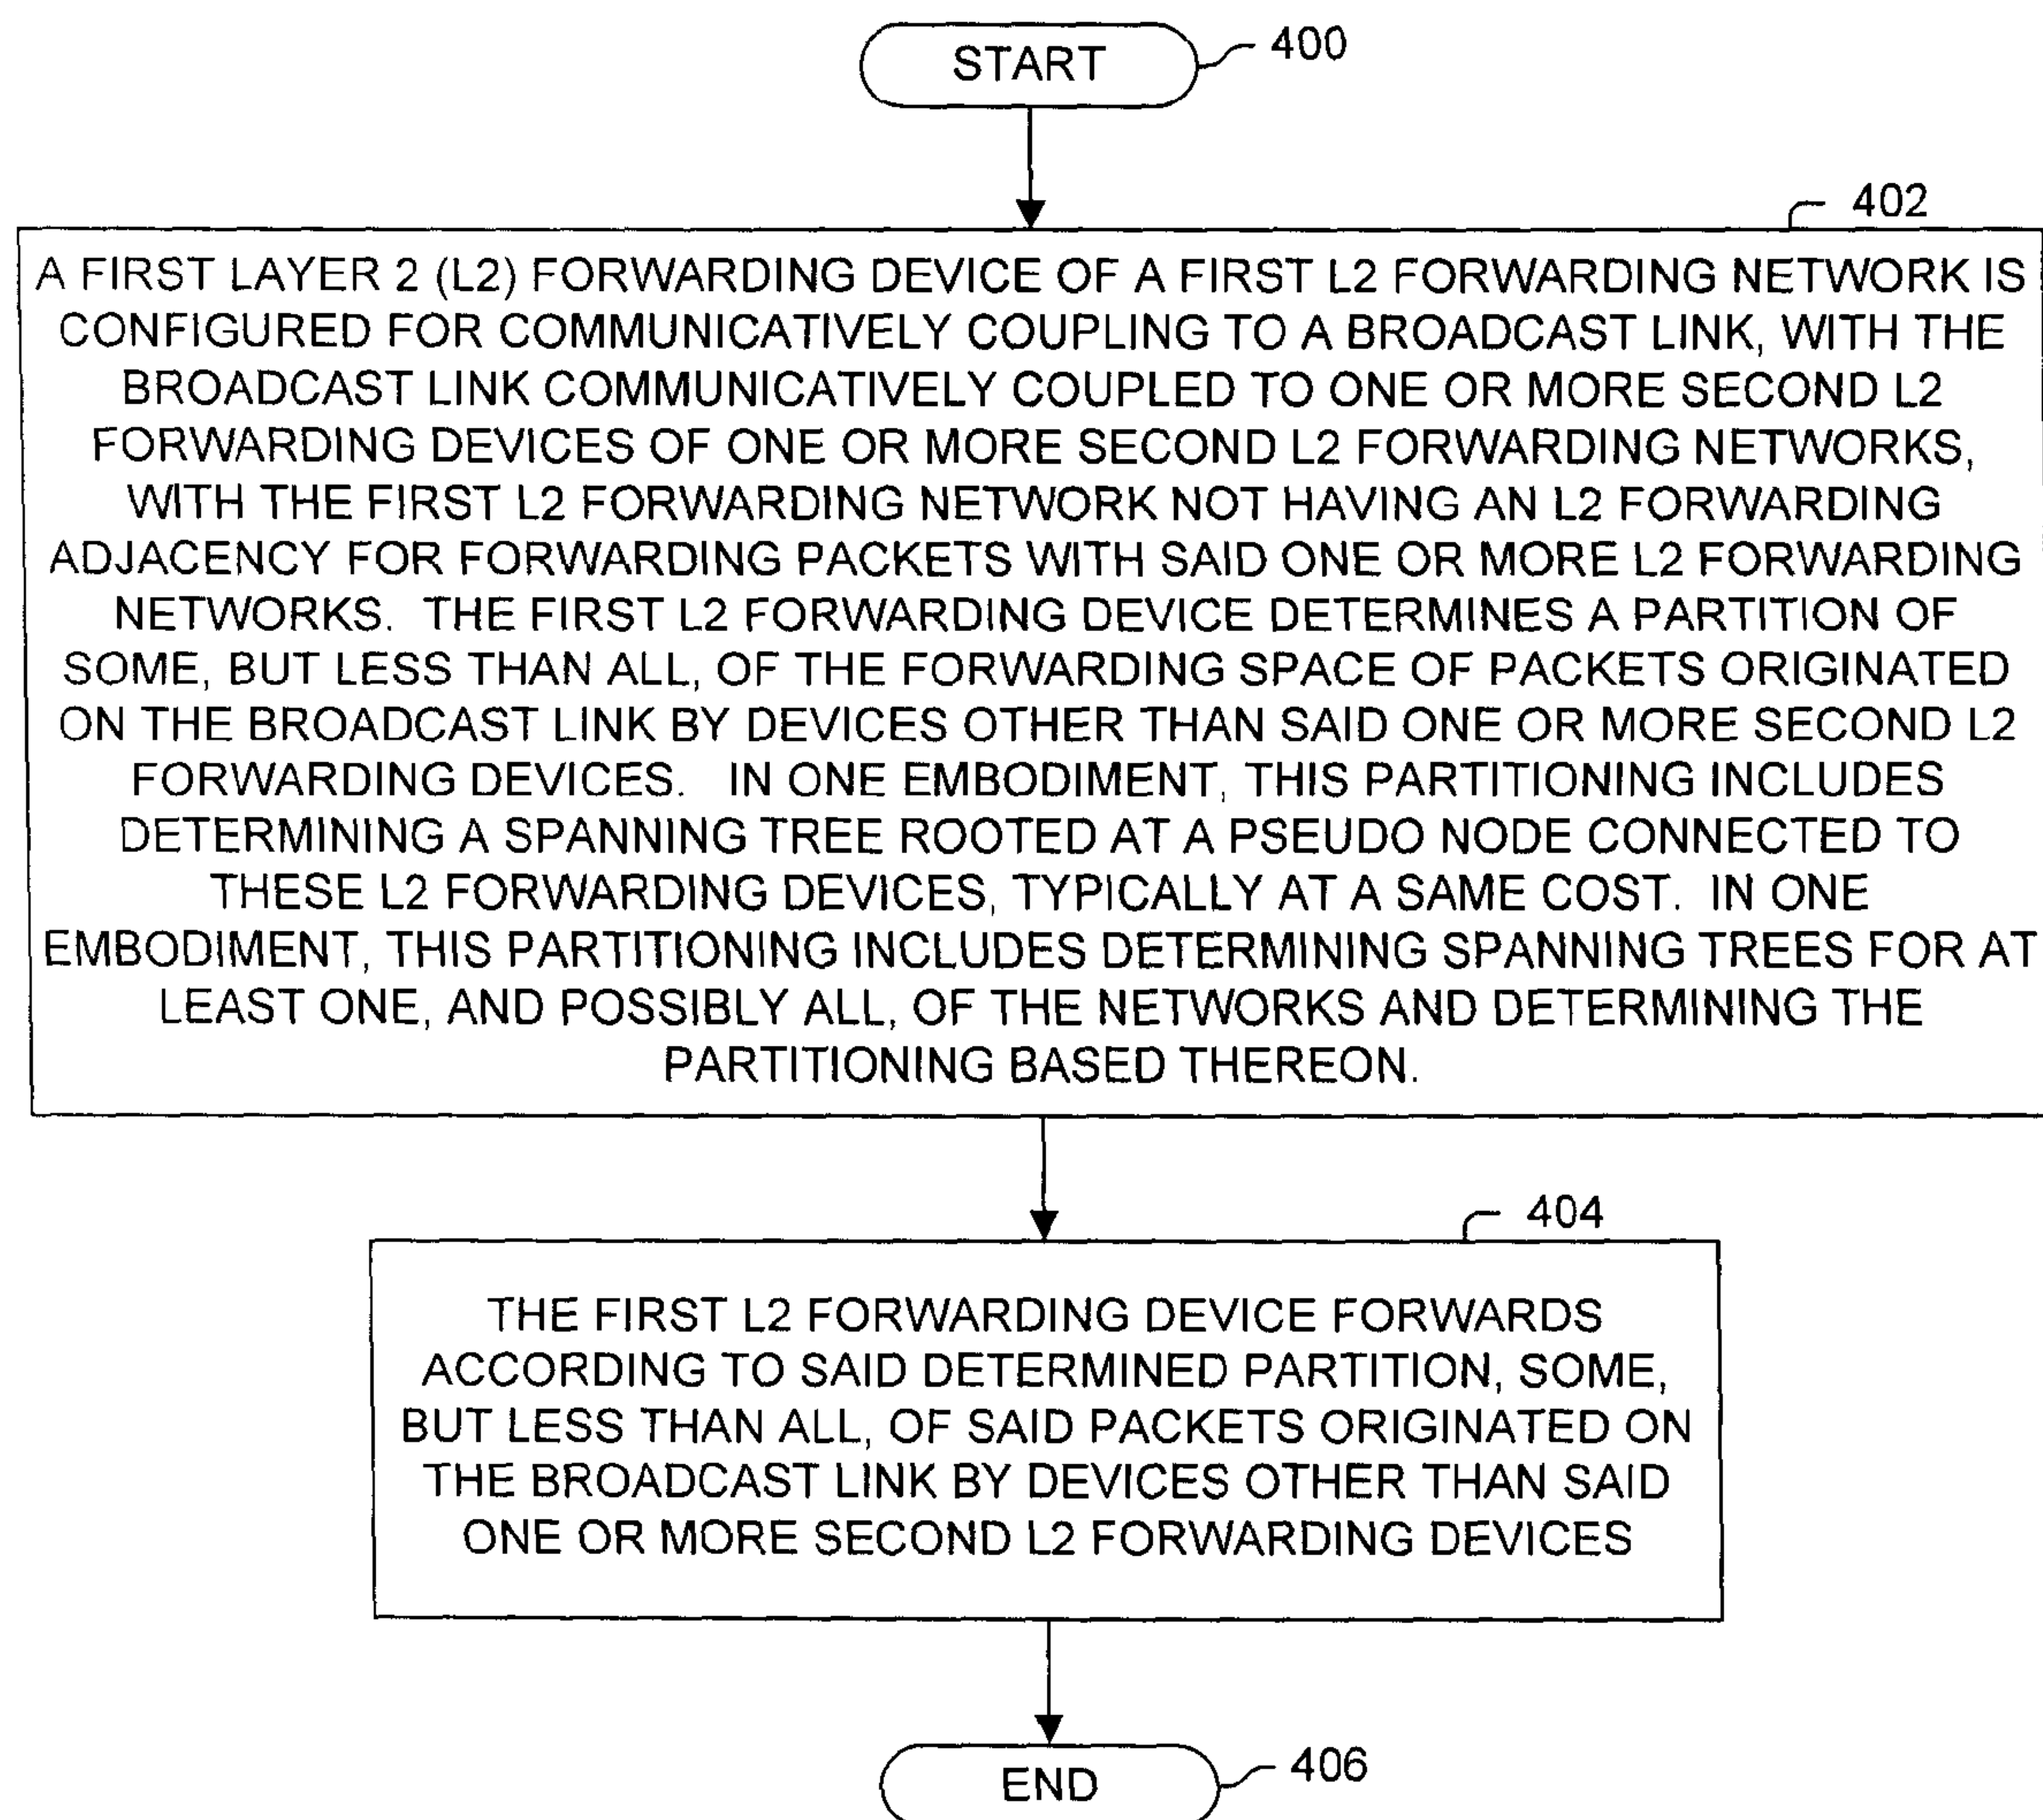 START
400
402
A FIRST LAYER 2 (L2) FORWARDING DEVICE OF A FIRST L2 FORWARDING NETWORK IS
CONFIGURED FOR COMMUNICATIVELY COUPLING TO A BROADCAST LINK, WITH THE
BROADCAST LINK COMMUNICATIVELY COUPLED TO ONE OR MORE SECOND L2
FORWARDING DEVICES OF ONE OR MORE SECOND L2 FORWARDING NETWORKS,
WITH THE FIRST L2 FORWARDING NETWORK NOT HAVING AN L2 FORWARDING
ADJACENCY FOR FORWARDING PACKETS WITH SAID ONE OR MORE L2 FORWARDING
NETWORKS. THE FIRST L2 FORWARDING DEVICE DETERMINES A PARTITION OF
SOME, BUT LESS THAN ALL, OF THE FORWARDING SPACE OF PACKETS ORIGINATED
ON THE BROADCAST LINK BY DEVICES OTHER THAN SAID ONE OR MORE SECOND L2
FORWARDING DEVICES. IN ONE EMBODIMENT, THIS PARTITIONING INCLUDES
DETERMINING A SPANNING TREE ROOTED AT A PSEUDO NODE CONNECTED TO
THESE L2 FORWARDING DEVICES, TYPICALLY AT A SAME COST. IN ONE
EMBODIMENT, THIS PARTITIONING INCLUDES DETERMINING SPANNING TREES FOR AT
LEAST ONE, AND POSSIBLY ALL, OF THE NETWORKS AND DETERMINING THE
PARTITIONING BASED THEREON.
404
THE FIRST L2 FORWARDING DEVICE FORWARDS
ACCORDING TO SAID DETERMINED PARTITION, SOME,
BUT LESS THAN ALL, OF SAID PACKETS ORIGINATED ON
THE BROADCAST LINK BY DEVICES OTHER THAN SAID
ONE OR MORE SECOND L2 FORWARDING DEVICES
END
406